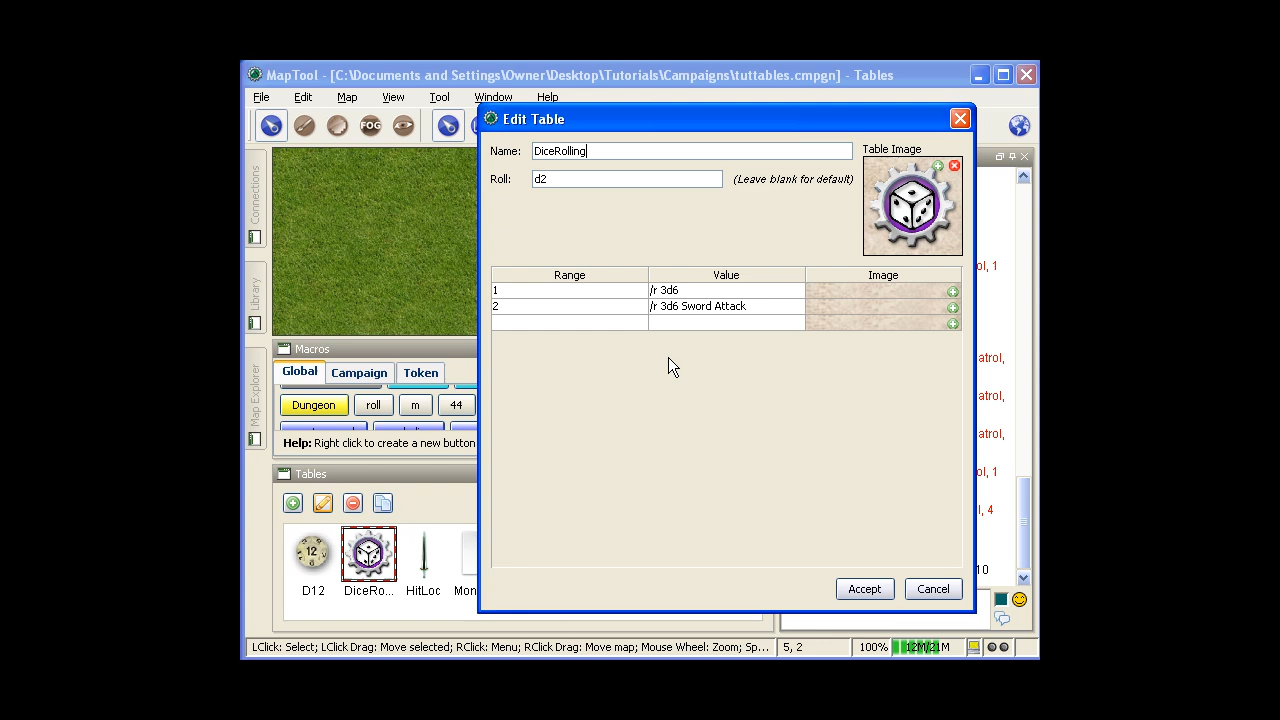 MapTool - [C:\Documents and Settings\Owner\Desktop\Tutorials\Campaigns\tuttables.cmpgn] - Tables
File Edit Map View Tool Window Help
FOG
Edit Table
Name: DiceRolling
Table Image
Roll: d2 (Leave blank for default)
Connections
Library
Map Explorer
Range Value Image
1 /r 3d6
2 /r 3d6 Sword Attack
ol, 1
atrol,
atrol,
atrol,
ol, 1
l, 4
10
Macros
Global Campaign Token
Dungeon roll m 44
Help: Right click to create a new button
Tables
12
D12 DiceRo... HitLoc Mon
Accept Cancel
LClick: Select; LClick Drag: Move selected; RClick: Menu; RClick Drag: Move map; Mouse Wheel: Zoom; Sp... 5, 2 100% 12M/21M